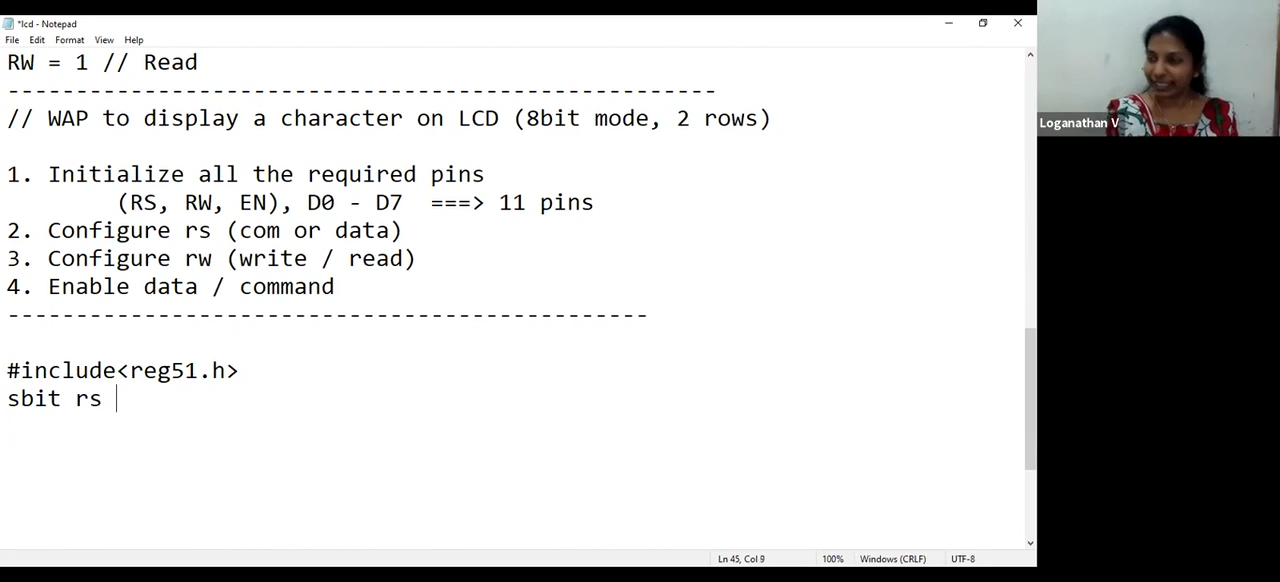 *lcd - Notepad
File Edit Format View Help
RW = 1 // Read
----------------------------------------------------
// WAP to display a character on LCD (8bit mode, 2 rows)
1. Initialize all the required pins
(RS, RW, EN), D0 - D7 ===> 11 pins
2. Configure rs (com or data)
3. Configure rw (write / read)
4. Enable data / command
-----------------------------------------------
#include<reg51.h>
sbit rs
Ln 45, Col 9 100% Windows (CRLF) UTF-8
Loganathan V